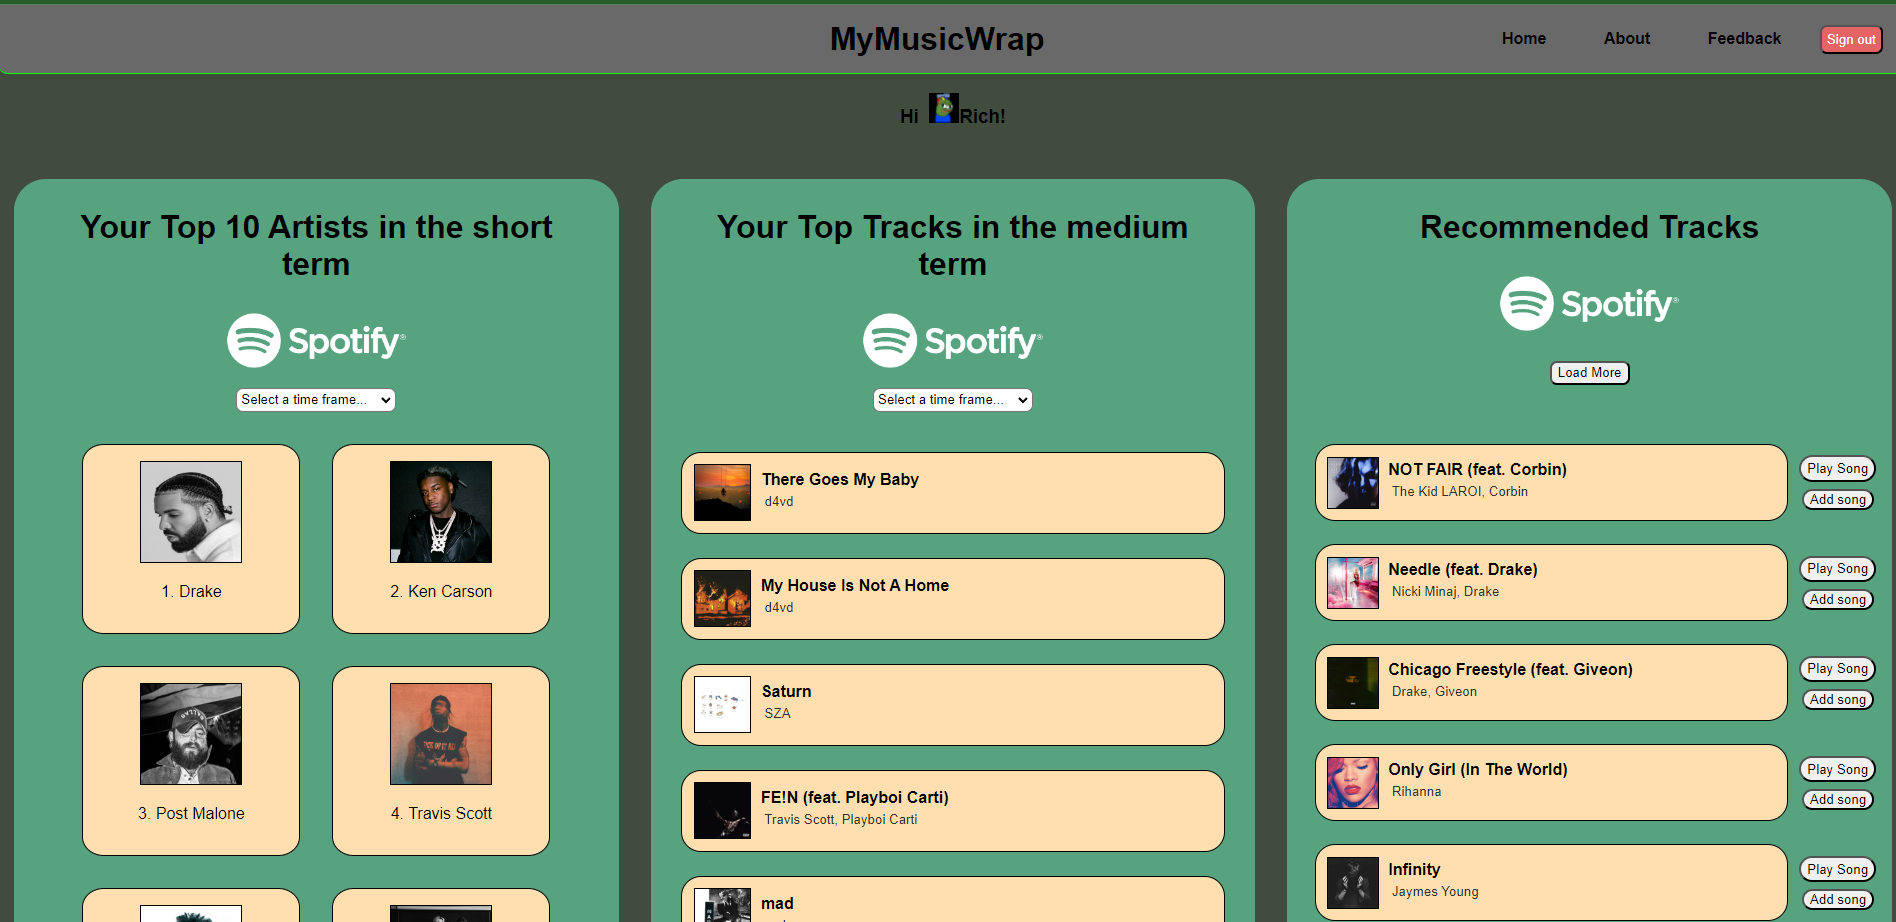 MyMusicWrap
Home
About
Feedback
Sign out
Hi Rich!
Your Top 10 Artists in the short
term
Spotify®
Select a time frame...
1. Drake
2. Ken Carson
3. Post Malone
4. Travis Scott
Your Top Tracks in the medium
term
Spotify®
Select a time frame...
There Goes My Baby
d4vd
My House Is Not A Home
d4vd
Saturn
SZA
FE!N (feat. Playboi Carti)
Travis Scott, Playboi Carti
mad
Recommended Tracks
Spotify®
Load More
NOT FAIR (feat. Corbin)
The Kid LAROI, Corbin
Play Song
Add song
Needle (feat. Drake)
Nicki Minaj, Drake
Play Song
Add song
Chicago Freestyle (feat. Giveon)
Drake, Giveon
Play Song
Add song
Only Girl (In The World)
Rihanna
Play Song
Add song
Infinity
Jaymes Young
Play Song
Add song